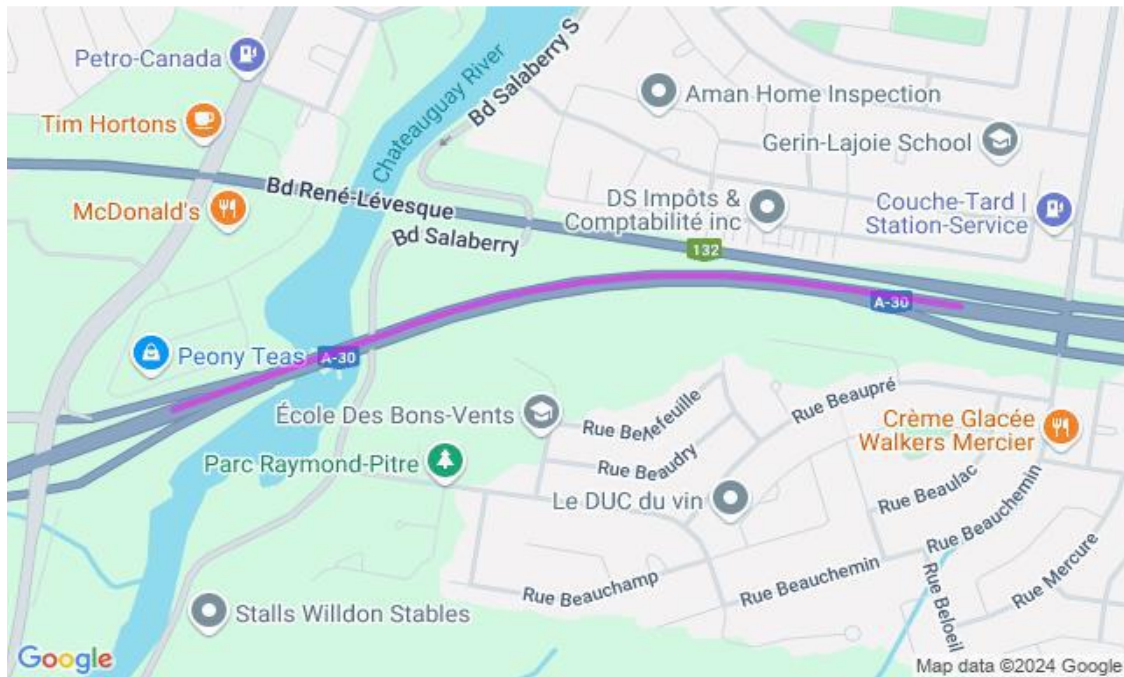 Petro-Canada
Tim Hortons
McDonald's
Chateauguay River
Bd Salaberry S
Aman Home Inspection
Gerin-Lajoie School
Bd René-Lévesque
DS Impôts &
Comptabilité inc
Couche-Tard |
Station-Service
Bd Salaberry
132
A-30
Peony Teas
A-30
École Des Bons-Vents
Rue Bellefeuille
Rue Beaupré
Crème Glacée
Walkers Mercier
Parc Raymond-Pitre
Rue Beaudry
Le DUC du vin
Rue Beaulac
Rue Beauchemin
Rue Beauchamp
Rue Beauchemin
Rue Beloeil
Rue Mercure
Stalls Willdon Stables
Google
Map data ©2024 Google